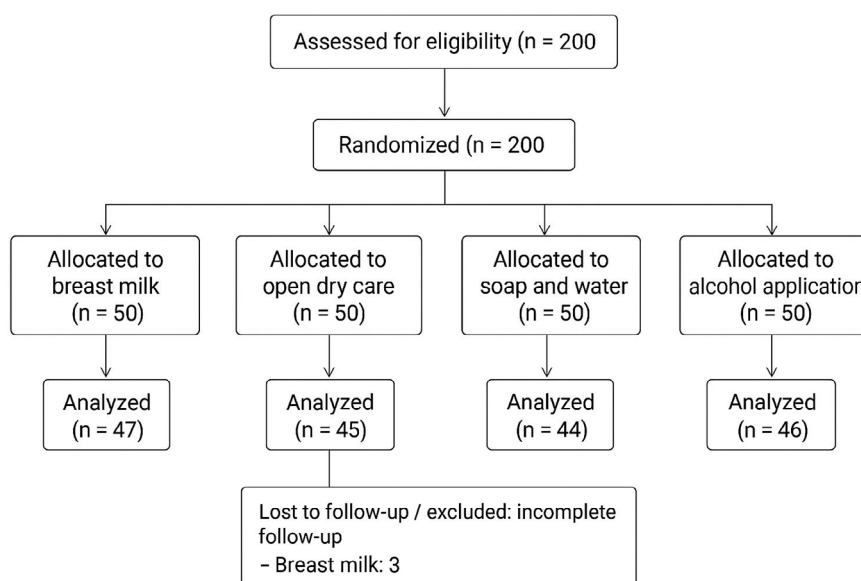 Assessed for eligibility (n = 200
Randomized (n = 200
Allocated to
breast milk
(n = 50)
Allocated to
open dry care
(n = 50)
Allocated to
soap and water
(n = 50)
Allocated to
alcohol application
(n = 50)
Analyzed
(n = 47)
Analyzed
(n = 45)
Analyzed
(n = 44)
Analyzed
(n = 46)
Lost to follow-up / excluded: incomplete
follow-up
– Breast milk: 3